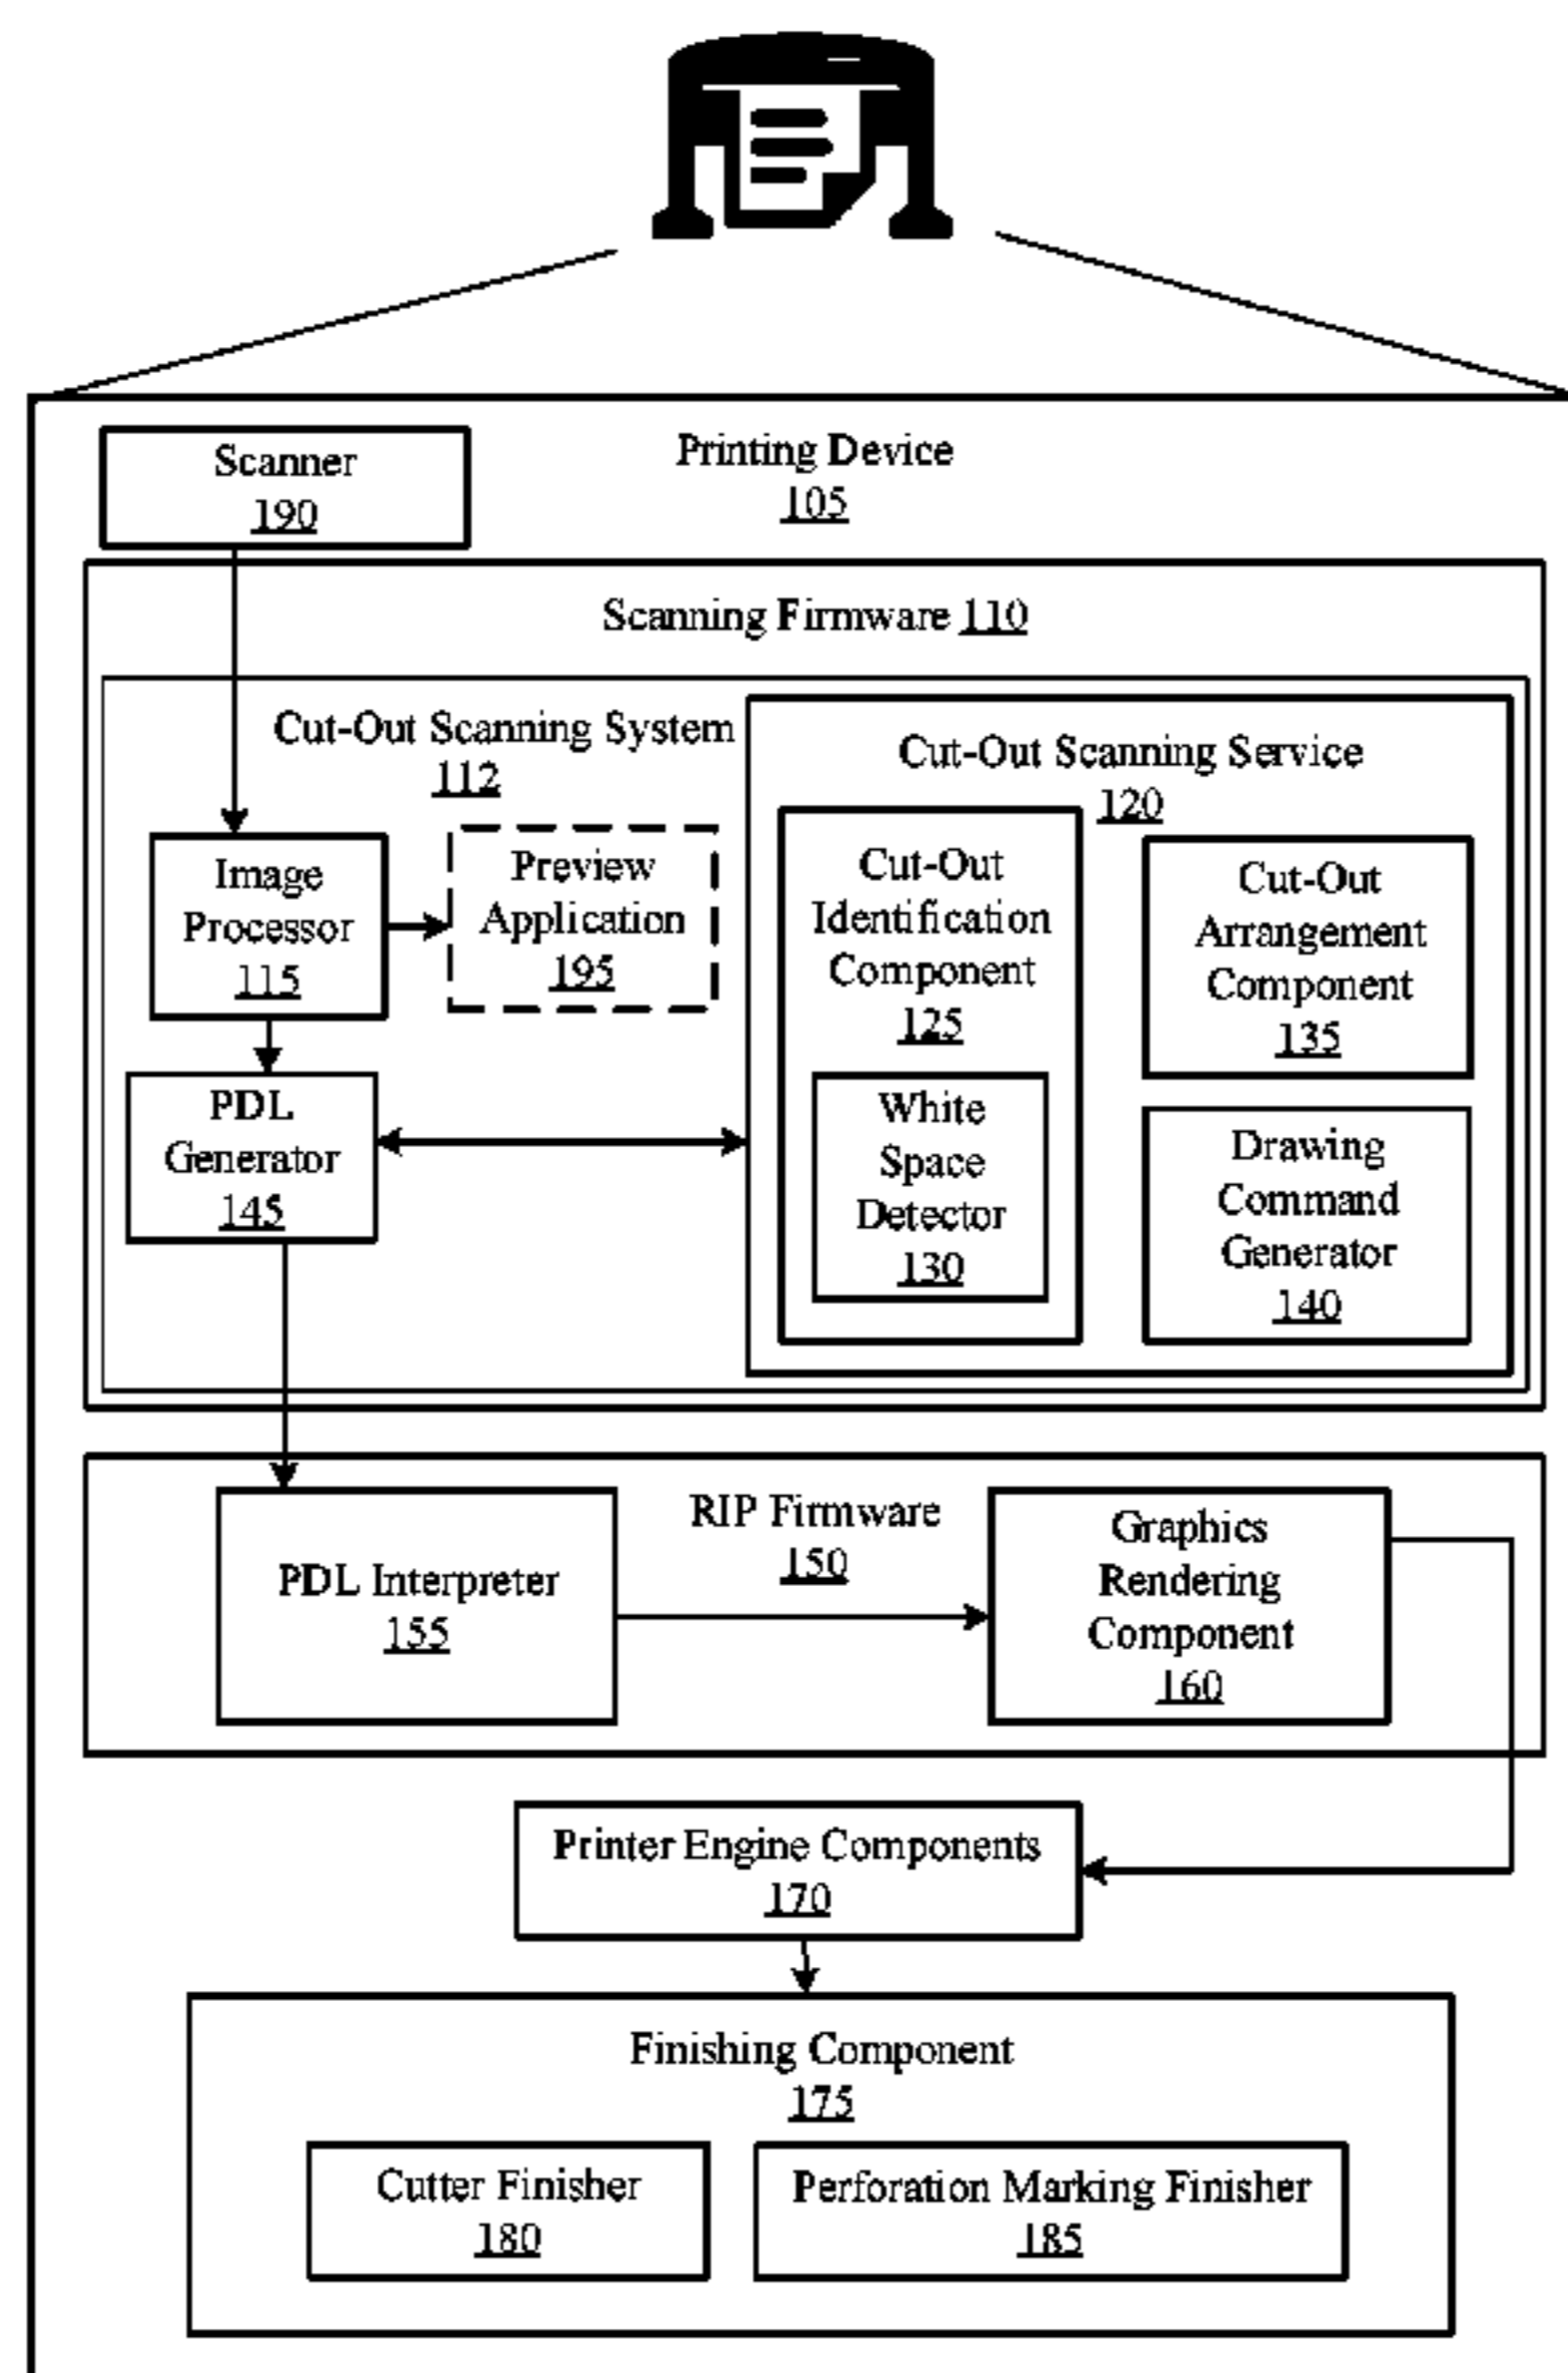 Scanner
190
Printing Device
105
Scanning Firmware 110
Cut-Out Scanning System
112
Image
Processor
115
Preview
Application
195
PDL
Generator
145
Cut-Out Scanning Service
120
Cut-Out
Identification
Component
125
White
Space
Detector
130
Cut-Out
Arrangement
Component
135
Drawing
Command
Generator
140
RIP Firmware
150
PDL Interpreter
155
Graphics
Rendering
Component
160
Printer Engine Components
170
Finishing Component
175
Cutter Finisher
180
Perforation Marking Finisher
185